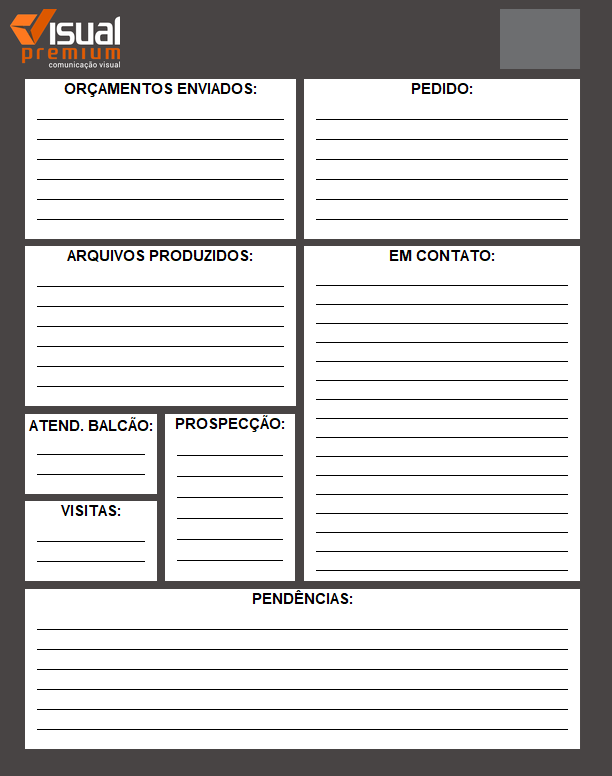 Visual
premium
comunicação visual
ORÇAMENTOS ENVIADOS:
PEDIDO:
ARQUIVOS PRODUZIDOS:
EM CONTATO:
ATEND. BALCÃO:
PROSPECÇÃO:
VISITAS:
PENDÊNCIAS: